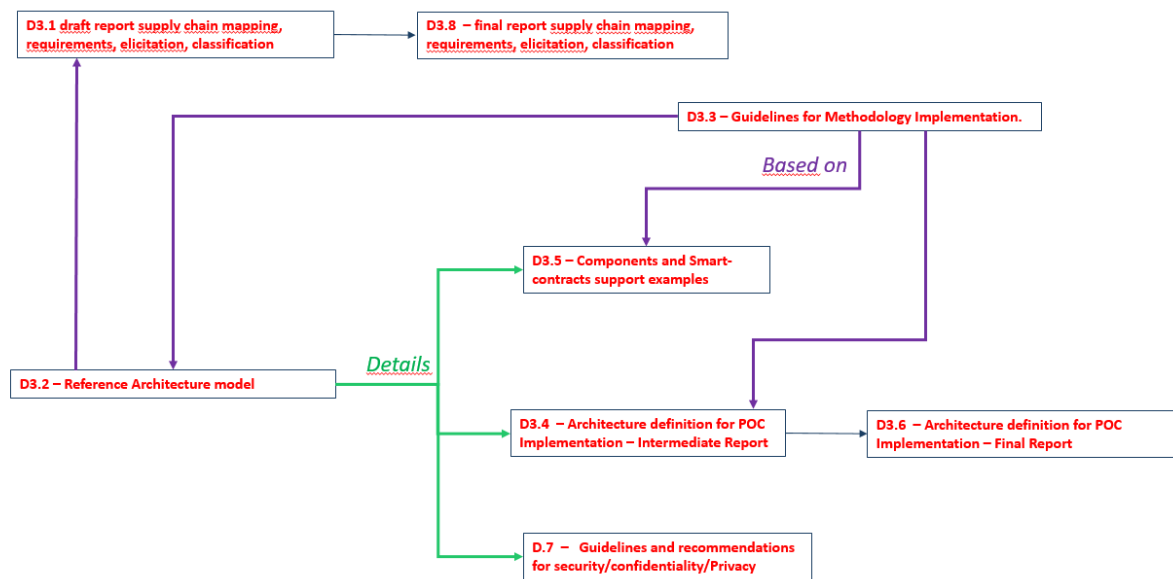 D3.1 draft report supply chain mapping,
requirements, elicitation, classification
D3.8 – final report supply chain mapping,
requirements, elicitation, classification
D3.3 – Guidelines for Methodology Implementation.
Based on
D3.5 – Components and Smart-
contracts support examples
Details
D3.2 – Reference Architecture model
D3.4 – Architecture definition for POC
Implementation – Intermediate Report
D3.6 – Architecture definition for POC
Implementation – Final Report
D.7 – Guidelines and recommendations
for security/confidentiality/Privacy